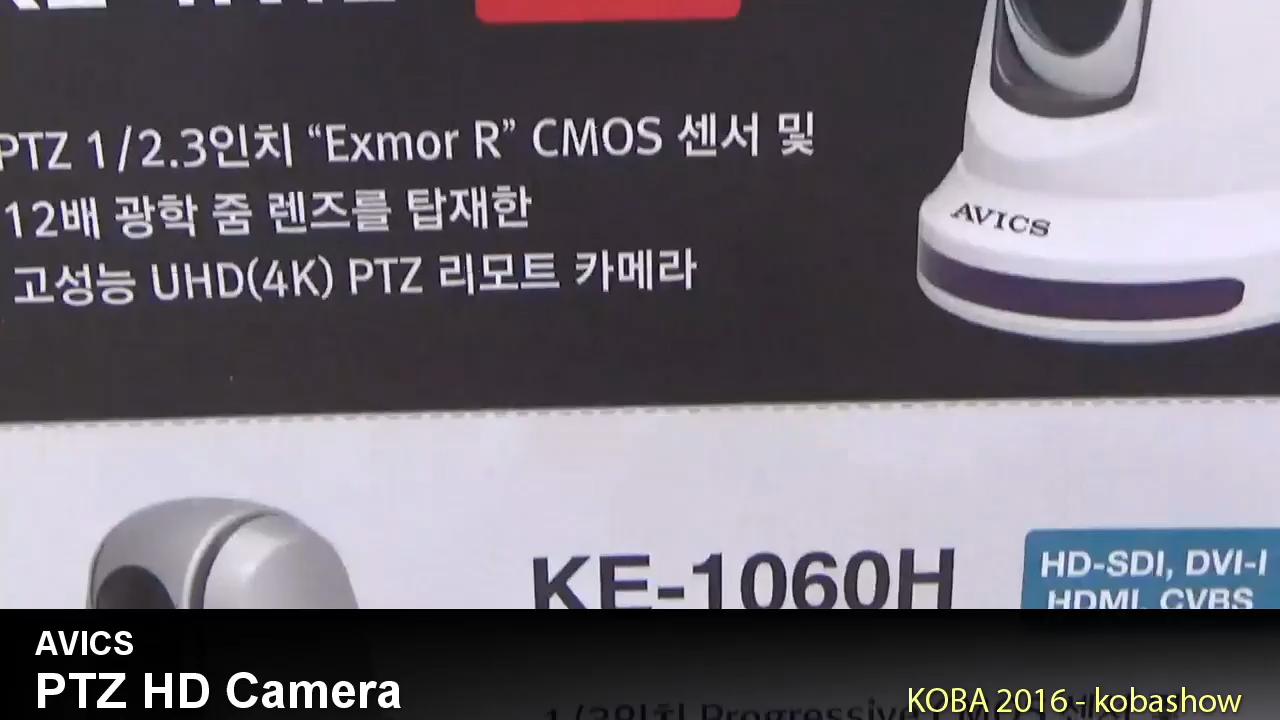 PTZ 1/2.3인치 “Exmor R” CMOS 센서 및
12배 광학 줌 렌즈를 탑재한
고성능 UHD(4K) PTZ 리모트 카메라
AVICS
KE-1060H
HD-SDI, DVI-I
HDMI, CVBS
AVICS
PTZ HD Camera
KOBA 2016 - kobashow